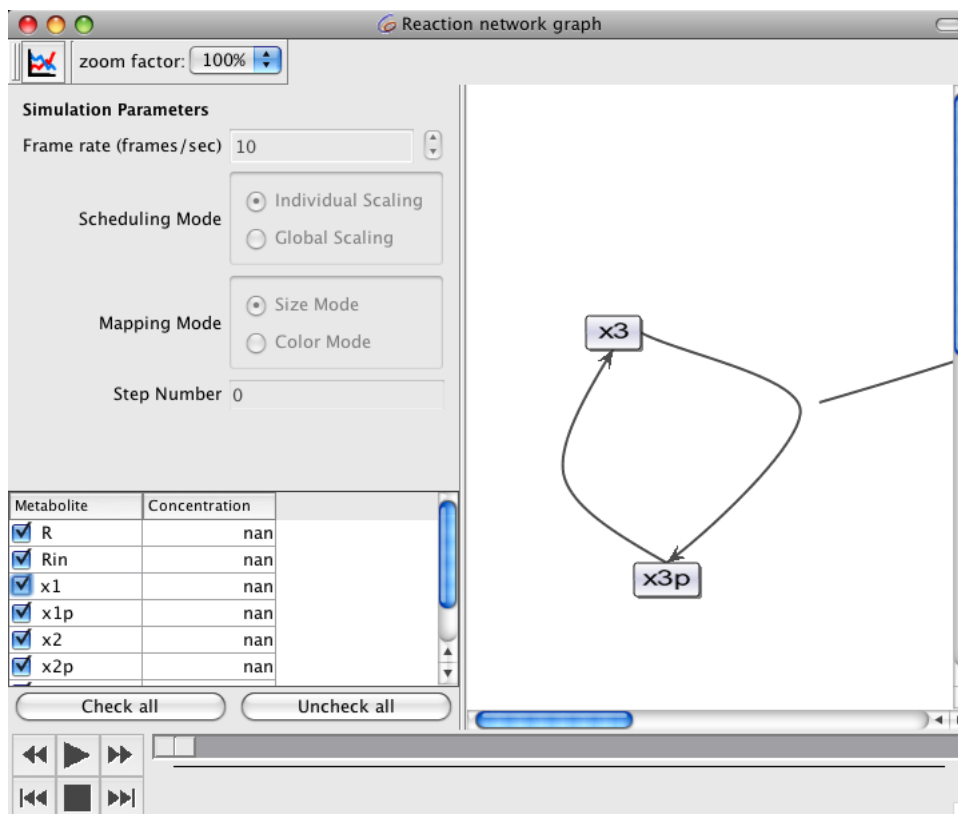 Reaction network graph
zoom factor: 100%
Simulation Parameters
Frame rate (frames/sec) 10
Scheduling Mode
Individual Scaling
Global Scaling
Mapping Mode
Size Mode
Color Mode
Step Number 0
Metabolite Concentration
R nan
Rin nan
x1 nan
x1p nan
x2 nan
x2p nan
Check all Uncheck all
x3
x3p